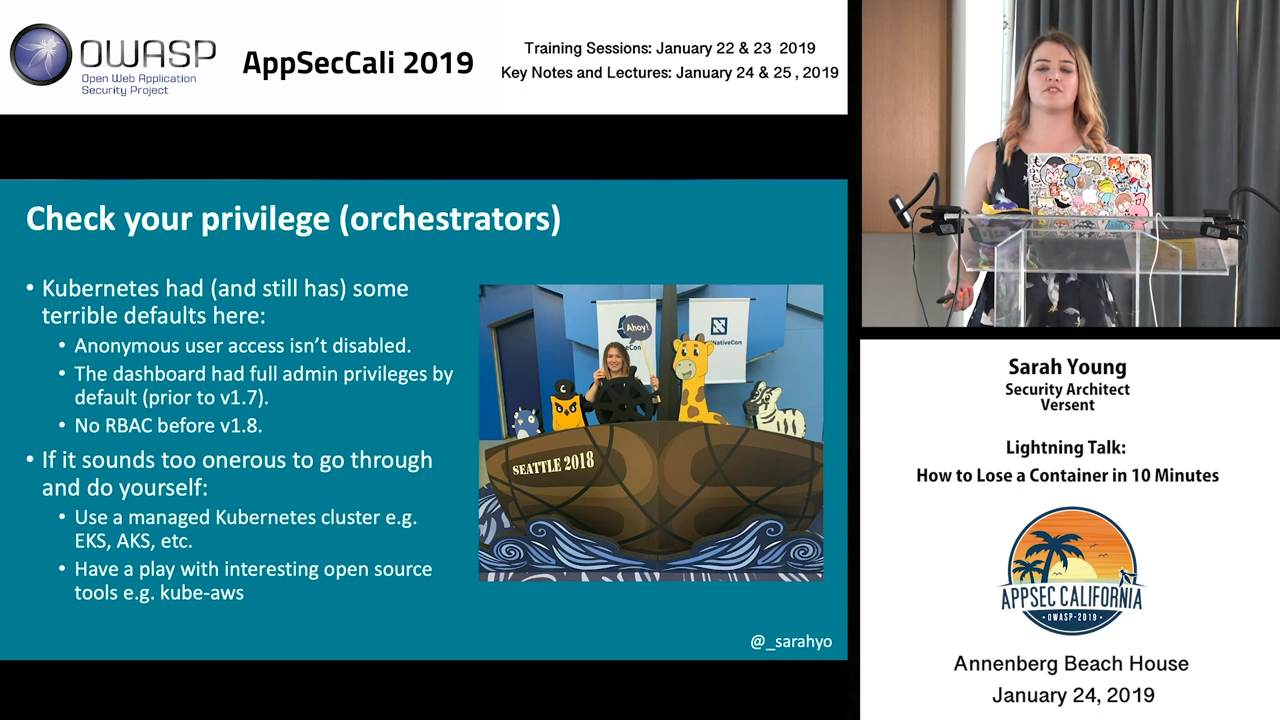 OWASP
Open Web Application
Security Project
AppSecCali 2019
Training Sessions: January 22 & 23 2019
Key Notes and Lectures: January 24 & 25 , 2019
Check your privilege (orchestrators)
• Kubernetes had (and still has) some
terrible defaults here:
• Anonymous user access isn’t disabled.
• The dashboard had full admin privileges by
default (prior to v1.7).
• No RBAC before v1.8.
• If it sounds too onerous to go through
and do yourself:
• Use a managed Kubernetes cluster e.g.
EKS, AKS, etc.
• Have a play with interesting open source
tools e.g. kube-aws
Ahoy!
eCon
NativeCon
C
SEATTLE 2018
@_sarahyo
Sarah Young
Security Architect
Versent
Lightning Talk:
How to Lose a Container in 10 Minutes
APPSEC CALIFORNIA
• OWASP-2019 •
Annenberg Beach House
January 24, 2019